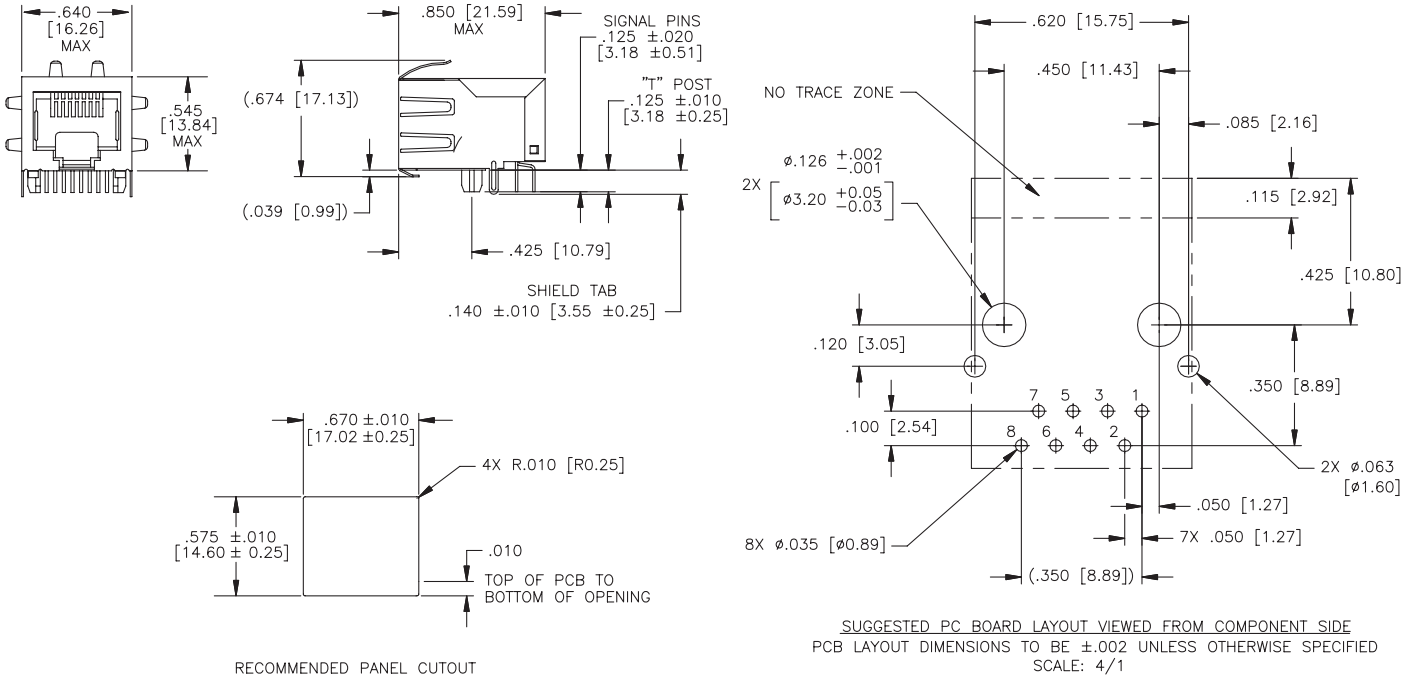 .640
[16.26]
MAX
.545
[13.84]
MAX
.850 [21.59]
MAX
SIGNAL PINS
.125 ±.020
[3.18 ±0.51]
"T" POST
.125 ±.010
[3.18 ±0.25]
(.674 [17.13])
(.039 [0.99])
.425 [10.79]
SHIELD TAB
.140 ±.010 [3.55 ±0.25]
.670 ±.010
[17.02 ±0.25]
4X R.010 [R0.25]
.575 ±.010
[14.60 ± 0.25]
.010
TOP OF PCB TO
BOTTOM OF OPENING
RECOMMENDED PANEL CUTOUT
.620 [15.75]
.450 [11.43]
NO TRACE ZONE
.085 [2.16]
ø.126 +.002
-.001
2X
[ø3.20 +0.05
-0.03]
.115 [2.92]
.425 [10.80]
.120 [3.05]
.350 [8.89]
7 5 3 1
.100 [2.54]
8 6 4 2
2X ø.063
[ø1.60]
.050 [1.27]
8X ø.035 [ø0.89]
7X .050 [1.27]
(.350 [8.89])
SUGGESTED PC BOARD LAYOUT VIEWED FROM COMPONENT SIDE
PCB LAYOUT DIMENSIONS TO BE ±.002 UNLESS OTHERWISE SPECIFIED
SCALE: 4/1